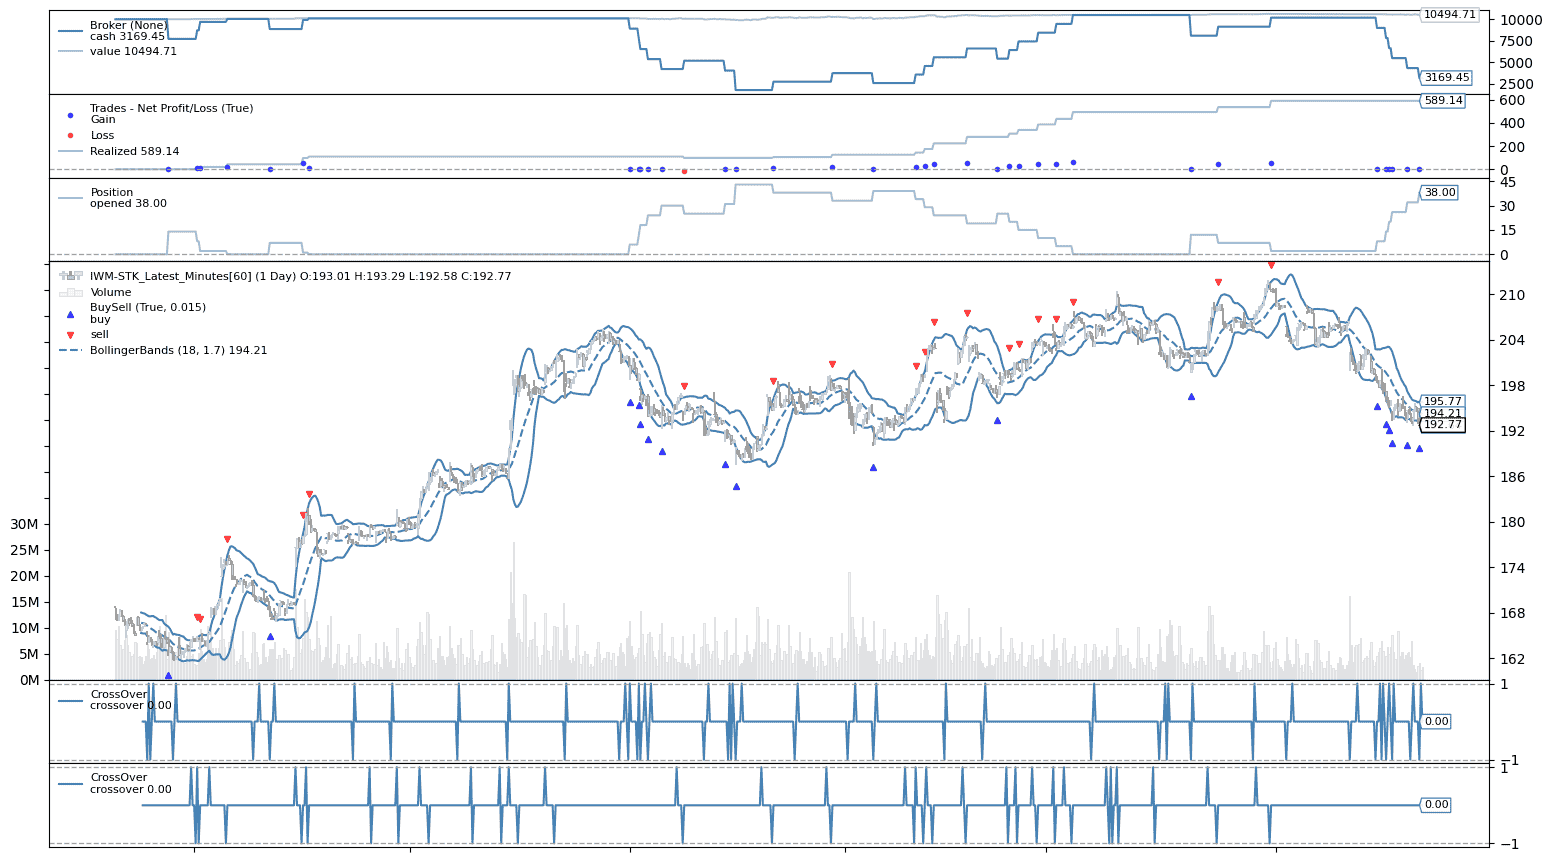 Broker (None)
cash 3169.45
value 10494.71
10494.71
10000
7500
5000
2500
3169.45
Trades - Net Profit/Loss (True)
Gain
Loss
Realized 589.14
589.14
600
400
200
0
Position
opened 38.00
38.00
45
30
15
0
IWM-STK_Latest_Minutes[60] (1 Day) O:193.01 H:193.29 L:192.58 C:192.77
Volume
BuySell (True, 0.015)
buy
sell
BollingerBands (18, 1.7) 194.21
210
204
198
192
186
180
174
168
162
195.77
194.21
192.77
30M
25M
20M
15M
10M
5M
0M
CrossOver
crossover 0.00
1
0.00
−1
CrossOver
crossover 0.00
1
0.00
−1